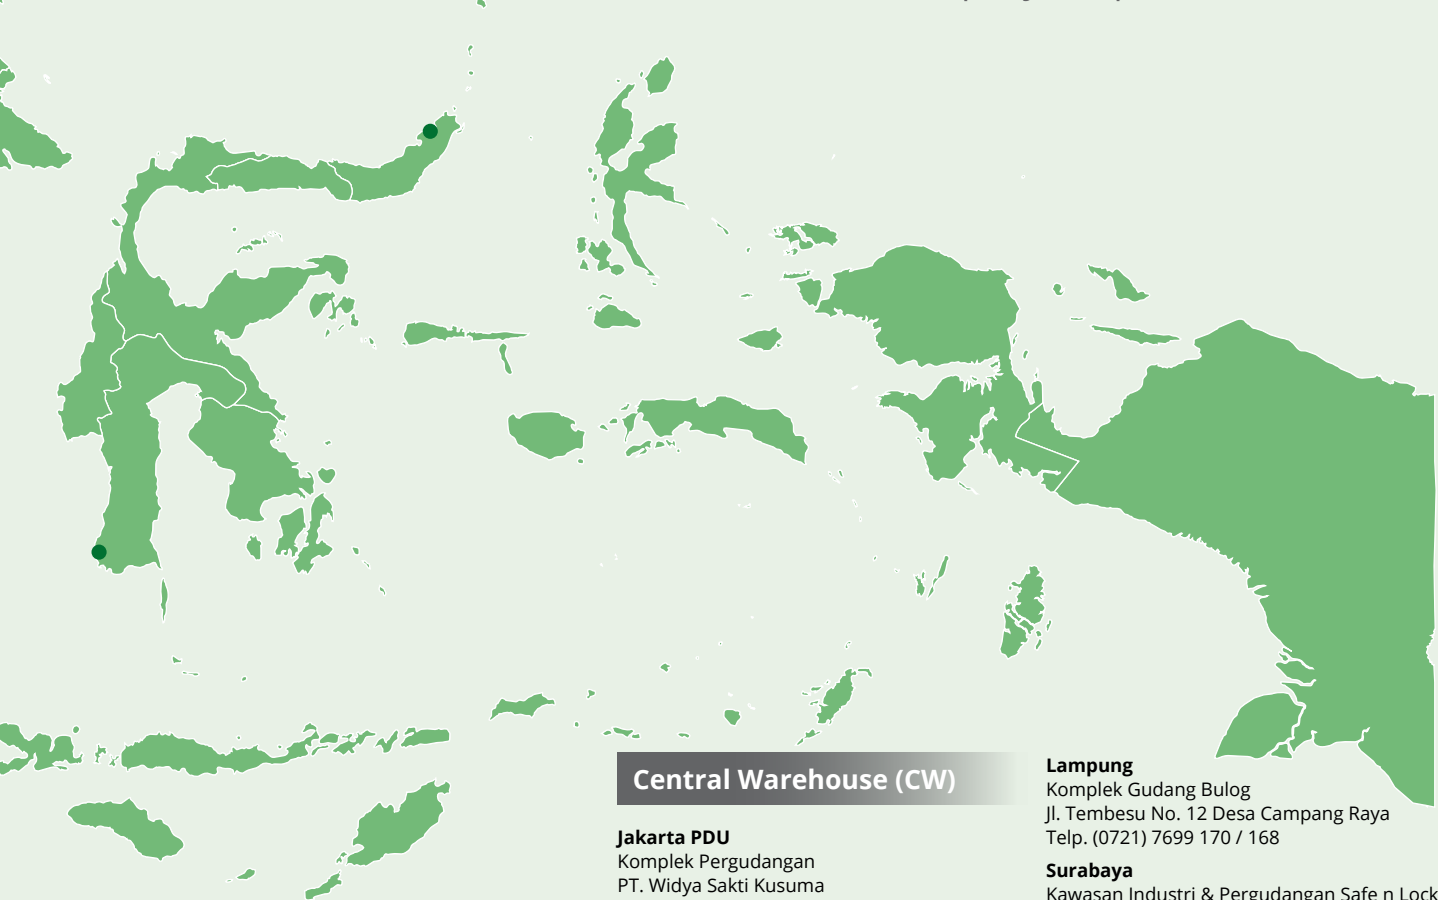 Central Warehouse (CW)
Jakarta PDU
Komplek Pergudangan
PT. Widya Sakti Kusuma
Lampung
Komplek Gudang Bulog
Jl. Tembesu No. 12 Desa Campang Raya
Telp. (0721) 7699 170 / 168
Surabaya
Kawasan Industri & Pergudangan Safe n Lock